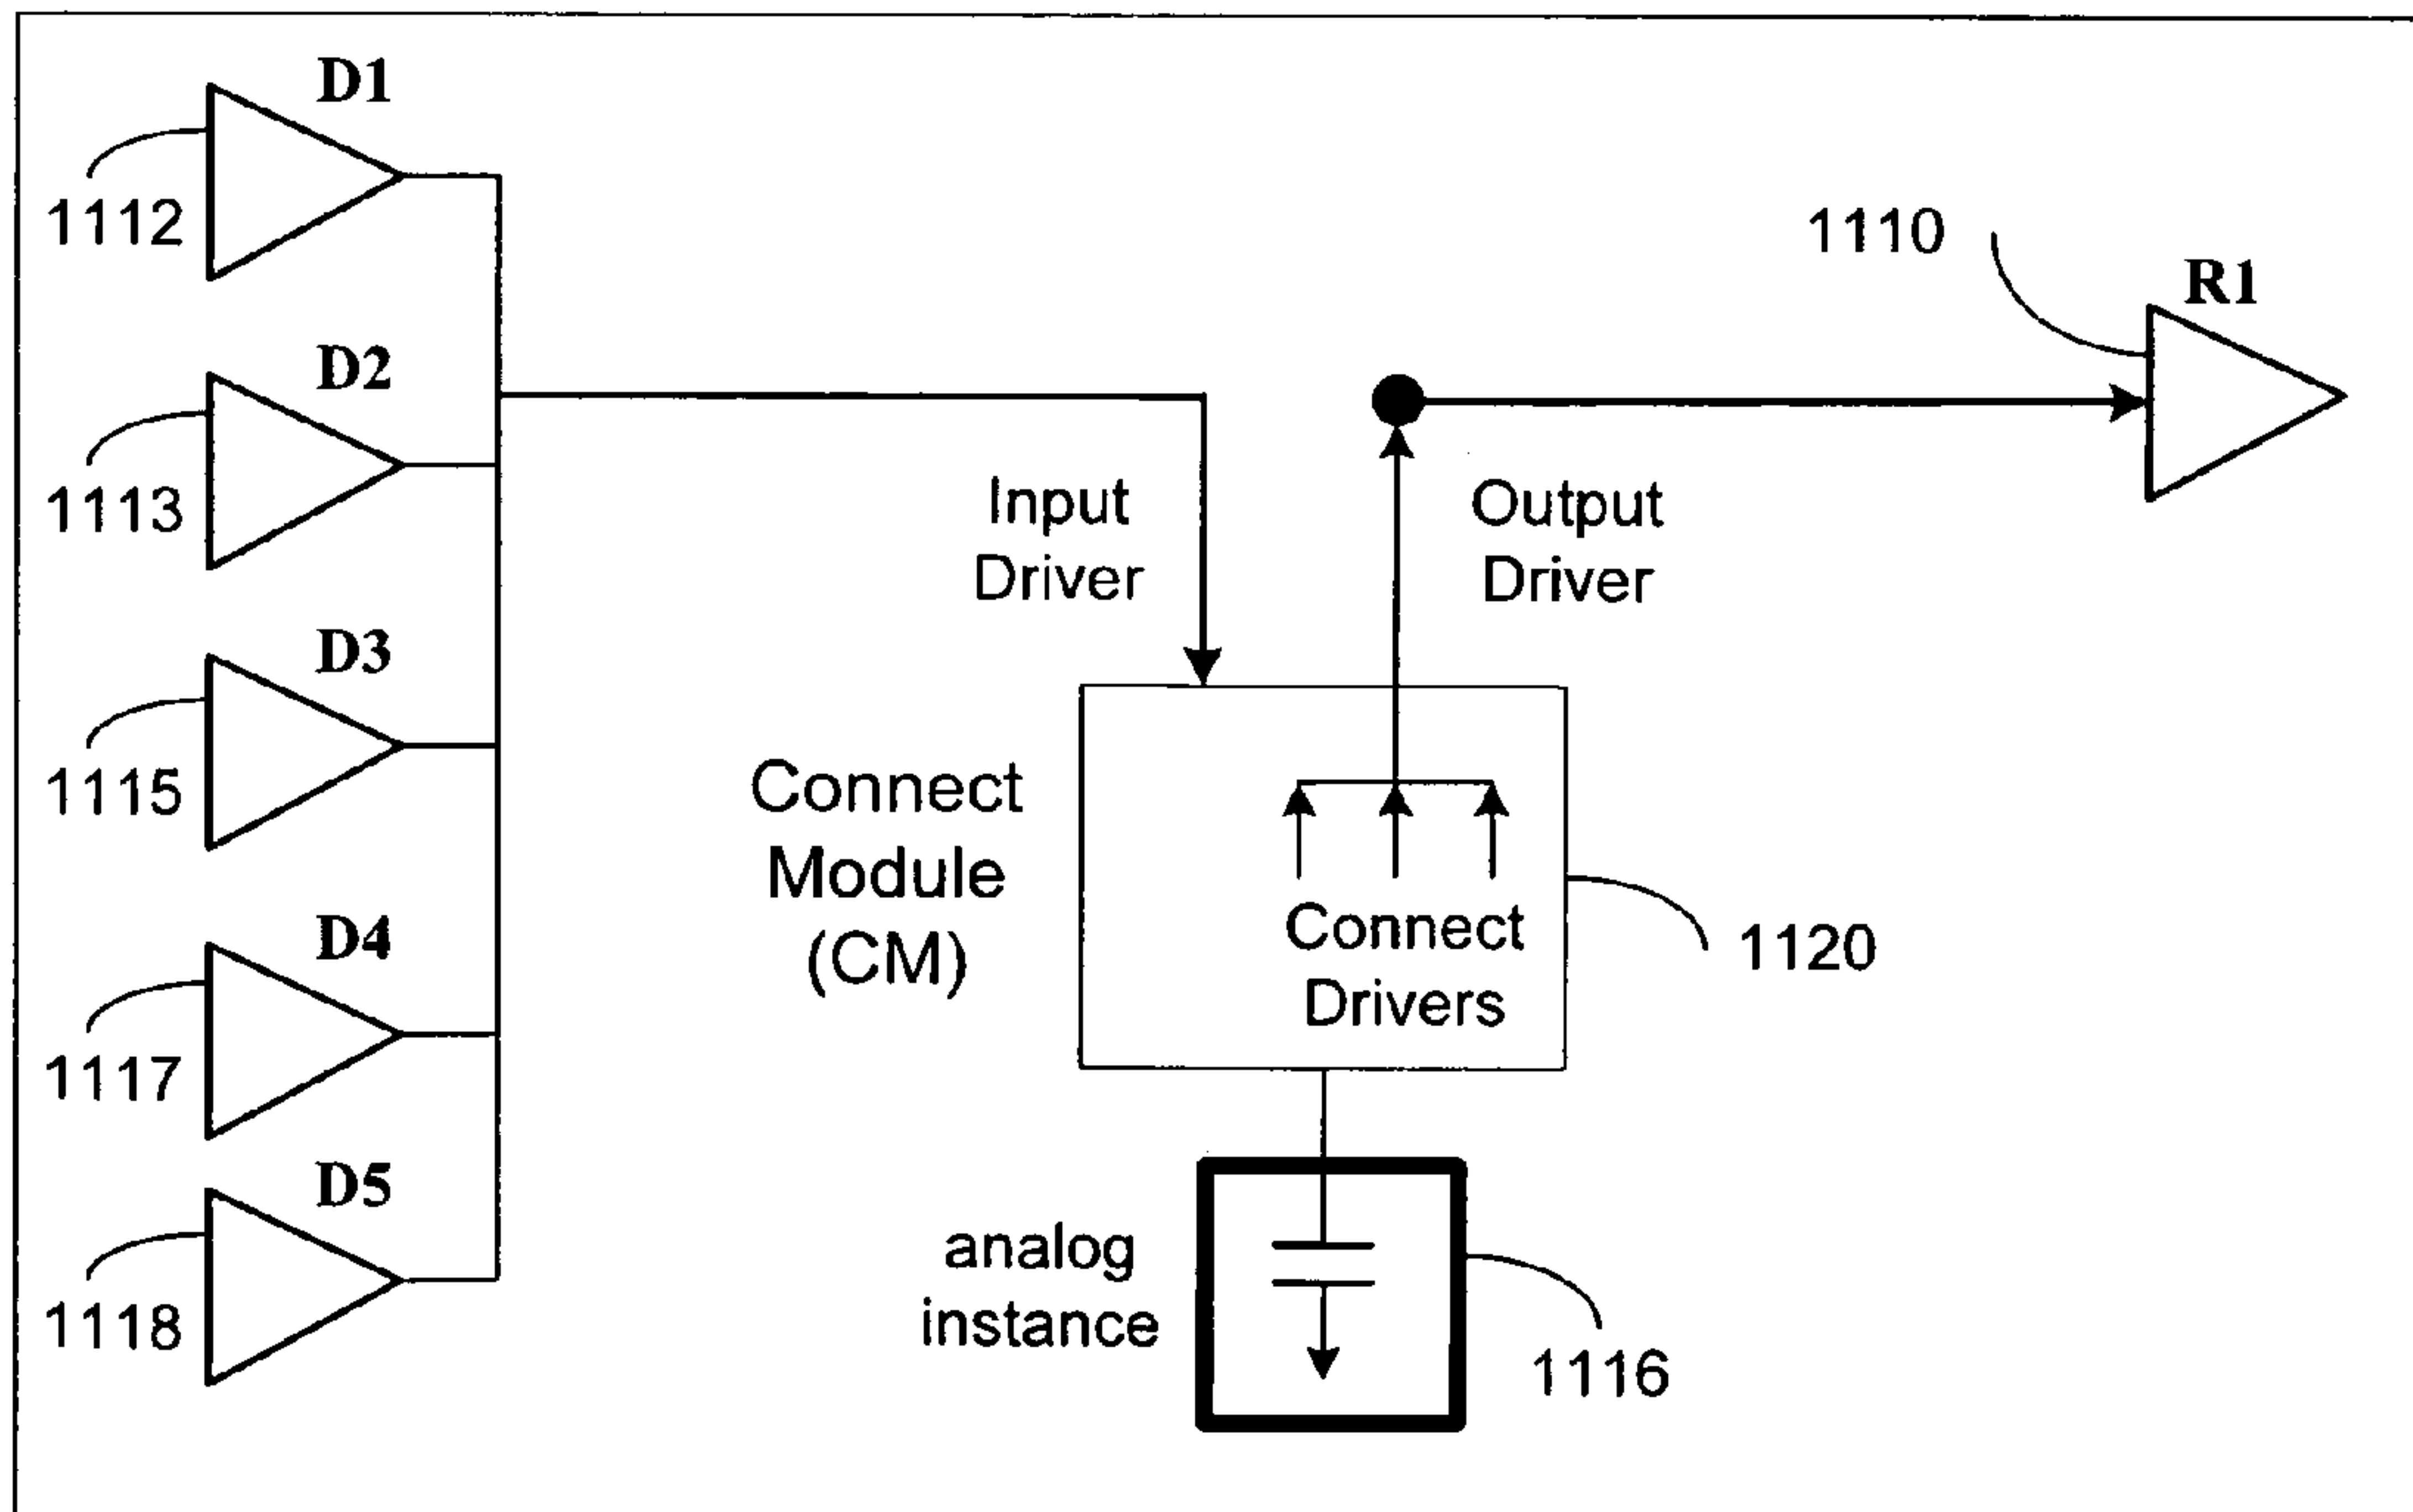 D1
1112
D2
1113
D3
1115
D4
1117
D5
1118
1110
R1
Input
Driver
Output
Driver
Connect
Module
(CM)
Connect
Drivers
1120
analog
instance
1116